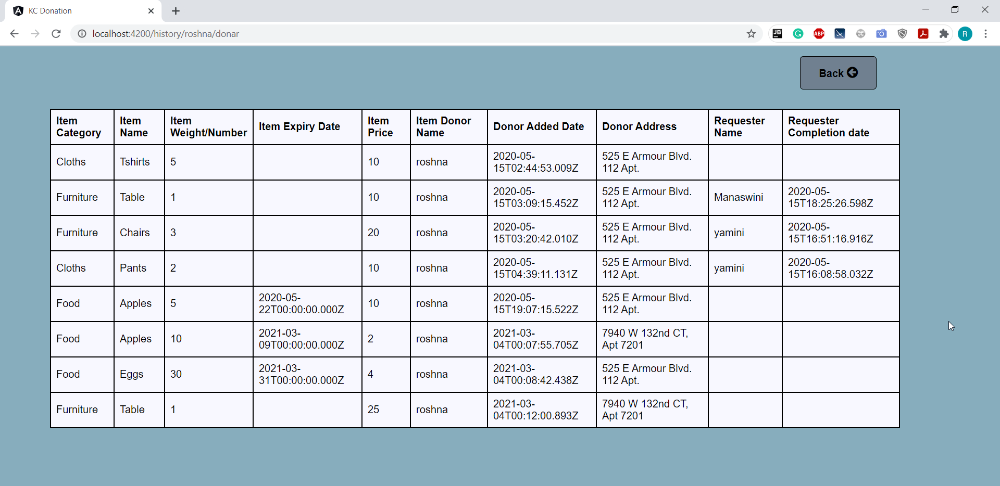 KC Donation
localhost:4200/history/roshna/donar
JB
G
ABP
R
Back
Item Category Item Name Item Weight/Number Item Expiry Date Item Price Item Donor Name Donor Added Date Donor Address Requester Name Requester Completion date
Cloths Tshirts 5 10 roshna 2020-05-15T02:44:53.009Z 525 E Armour Blvd. 112 Apt.
Furniture Table 1 10 roshna 2020-05-15T03:09:15.452Z 525 E Armour Blvd. 112 Apt. Manaswini 2020-05-15T18:25:26.598Z
Furniture Chairs 3 20 roshna 2020-05-15T03:20:42.010Z 525 E Armour Blvd. 112 Apt. yamini 2020-05-15T16:51:16.916Z
Cloths Pants 2 10 roshna 2020-05-15T04:39:11.131Z 525 E Armour Blvd. 112 Apt. yamini 2020-05-15T16:08:58.032Z
Food Apples 5 2020-05-22T00:00:00.000Z 10 roshna 2020-05-15T19:07:15.522Z 525 E Armour Blvd. 112 Apt.
Food Apples 10 2021-03-09T00:00:00.000Z 2 roshna 2021-03-04T00:07:55.705Z 7940 W 132nd CT, Apt 7201
Food Eggs 30 2021-03-31T00:00:00.000Z 4 roshna 2021-03-04T00:08:42.438Z 525 E Armour Blvd. 112 Apt.
Furniture Table 1 25 roshna 2021-03-04T00:12:00.893Z 7940 W 132nd CT, Apt 7201